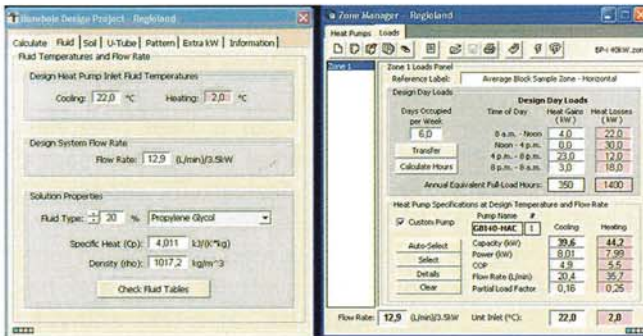 Borehole Design Project - Regioland
Calculate Fluid Soil U-Tube Pattern Extra kW Information
Fluid Temperatures and Flow Rate
Design Heat Pump Inlet Fluid Temperatures
Cooling: 22,0 °C Heating: 2,0 °C
Design System Flow Rate
Flow Rate: 12,9 (L/min)/3.5kW
Solution Properties
Fluid Type: 20 % Propylene Glycol
Specific Heat (Cp): 4,011 kJ/(K*kg)
Density (rho): 1017,2 kg/m^3
Check Fluid Tables
Zone Manager - Regioland
Heat Pumps Loads
Zone 1
Zone 1 Loads Panel
Reference Label: Average Block Sample Zone - Horizontal
Design Day Loads
Design Day Loads
Days Occupied per Week Time of Day Heat Gains (kW) Heat Losses (kW)
6,0 8 a.m. - Noon 4,0 22,0
Noon - 4 p.m. 0,0 30,0
Transfer 4 p.m. - 8 p.m. 23,0 12,0
Calculate Hours 8 p.m. - 8 a.m. 3,0 18,0
Annual Equivalent Full-Load Hours: 350 1400
Heat Pump Specifications at Design Temperature and Flow Rate
Custom Pump Pump Name # Cooling Heating
GB140-HAC 1
Auto-Select Capacity (kW) 39,6 44,2
Select Power (kW) 8,01 7,99
Details COP 4,9 5,5
Clear Flow Rate (L/min) 20,4 35,7
Partial Load Factor 0,16 0,25
Flow Rate: 12,9 (L/min)/3.5kW Unit Inlet (°C): 22,0 2,0